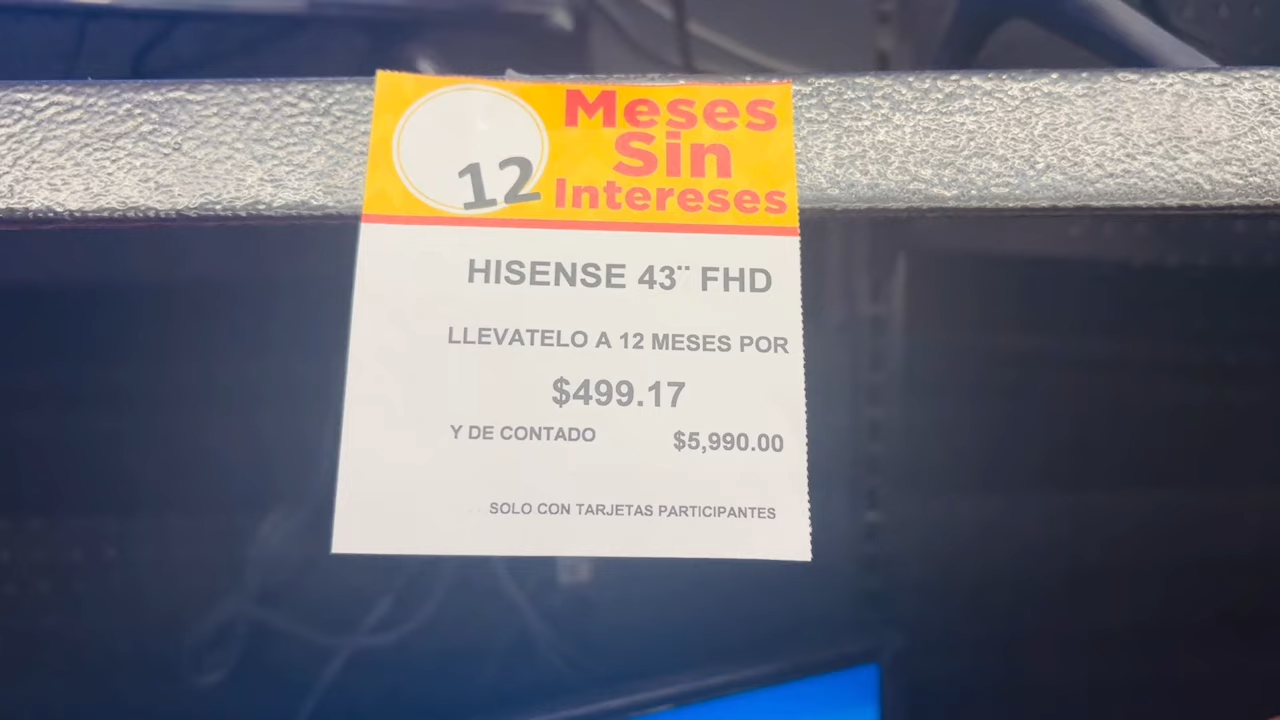 12
Meses
Sin
Intereses
HISENSE 43¨ FHD
LLEVATELO A 12 MESES POR
$499.17
Y DE CONTADO $5,990.00
SOLO CON TARJETAS PARTICIPANTES